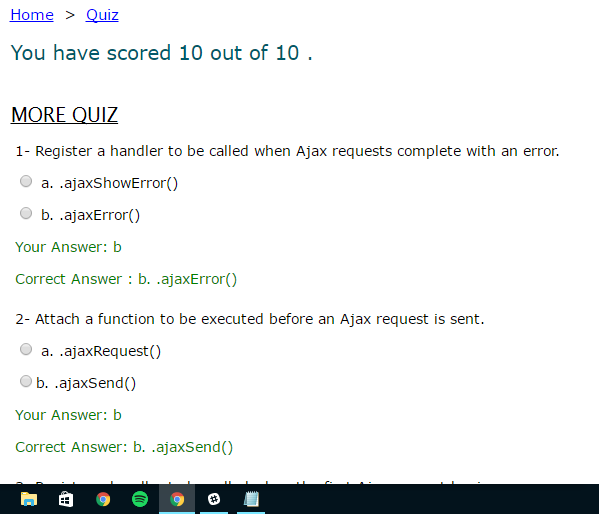 Home > Quiz
You have scored 10 out of 10 .
MORE QUIZ
1- Register a handler to be called when Ajax requests complete with an error.
a. .ajaxShowError()
b. .ajaxError()
Your Answer: b
Correct Answer : b. .ajaxError()
2- Attach a function to be executed before an Ajax request is sent.
a. .ajaxRequest()
b. .ajaxSend()
Your Answer: b
Correct Answer: b. .ajaxSend()